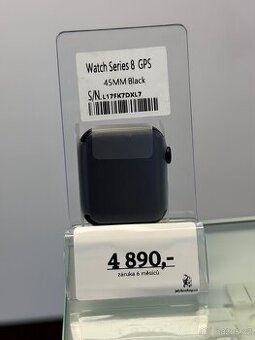 Watch Series 8 GPS
45MM Black
S/N. L17FK7DXL7
4 890,-
záruka 6 měsíců